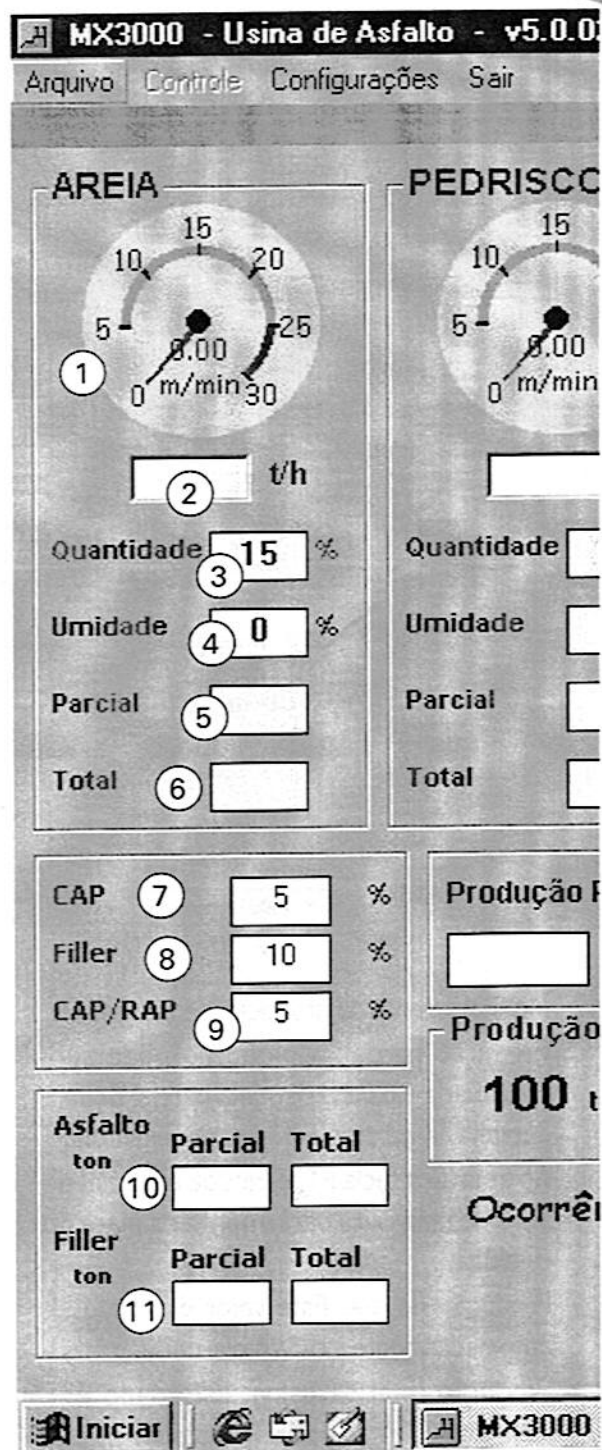 MX3000 - Usina de Asfalto - v5.0.0
Arquivo Controle Configurações Sair
AREIA
15
10 20
5 25
0.00
0 m/min 30
1
2 t/h
Quantidade 3 15 %
Umidade 4 0 %
Parcial 5
Total 6
PEDRISCO
15
10
5
0.00
0 m/min
Quantidade
Umidade
Parcial
Total
CAP 7 5 %
Filler 8 10 %
CAP/RAP 9 5 %
Produção
Produção
100 t
Asfalto
ton
Parcial Total
10
Filler
ton
Parcial Total
11
Ocorrê
Iniciar MX3000